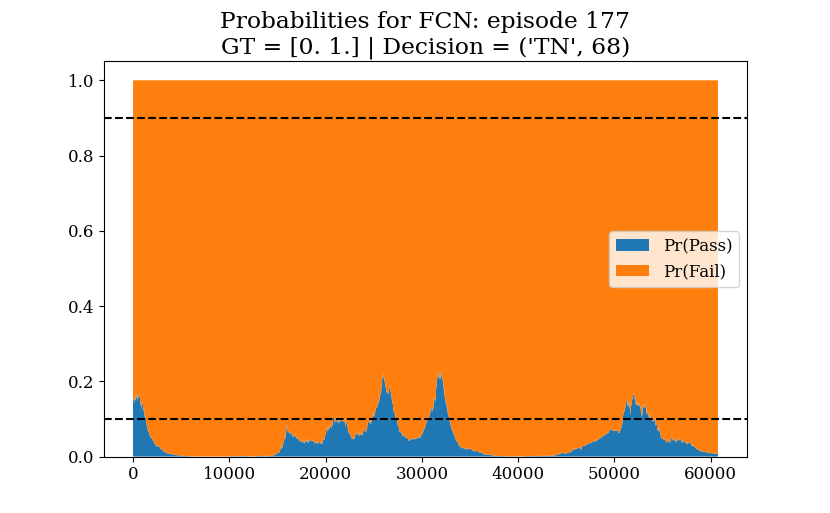 Probabilities for FCN: episode 177
GT = [0. 1.] | Decision = ('TN', 68)
1.0
0.8
0.6
0.4
0.2
0.0
Pr(Pass)
Pr(Fail)
0 10000 20000 30000 40000 50000 60000